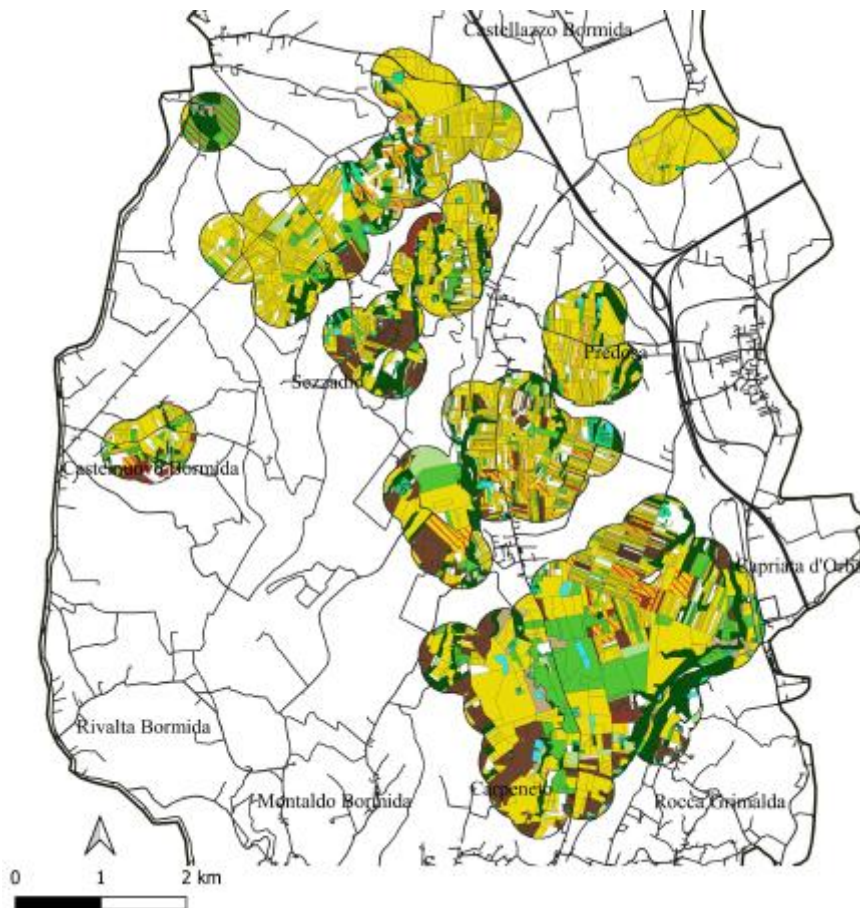 Castellazzo Bormida
Predosa
Sezzadio
Castelnuovo Bormida
Capriata d'Orba
Rivalta Bormida
Montaldo Bormida
Carpeneto
Rocca Grimalda
0 1 2 km